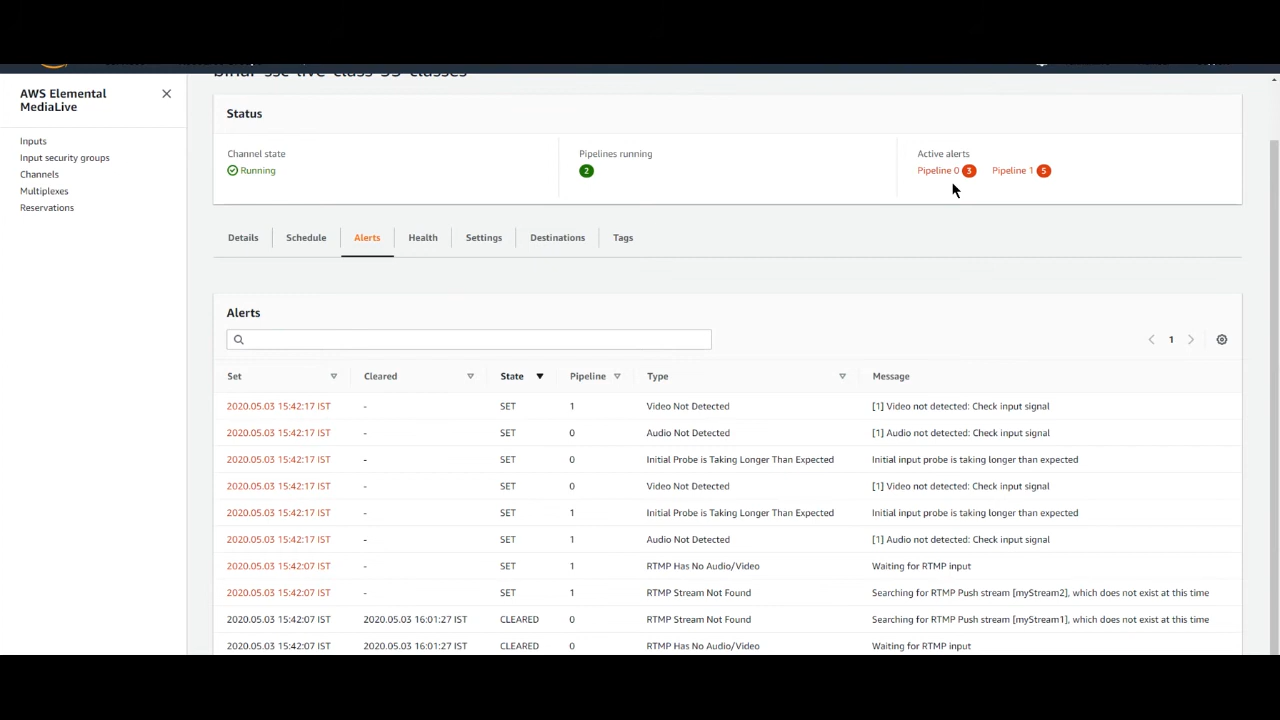 AWS Elemental
MediaLive
Inputs
Input security groups
Channels
Multiplexes
Reservations
Status
Channel state
Running
Pipelines running
2
Active alerts
Pipeline 0 3 Pipeline 1 5
Details Schedule Alerts Health Settings Destinations Tags
Alerts
1
Set Cleared State Pipeline Type Message
2020.05.03 15:42:17 IST - SET 1 Video Not Detected [1] Video not detected: Check input signal
2020.05.03 15:42:17 IST - SET 0 Audio Not Detected [1] Audio not detected: Check input signal
2020.05.03 15:42:17 IST - SET 0 Initial Probe is Taking Longer Than Expected Initial input probe is taking longer than expected
2020.05.03 15:42:17 IST - SET 0 Video Not Detected [1] Video not detected: Check input signal
2020.05.03 15:42:17 IST - SET 1 Initial Probe is Taking Longer Than Expected Initial input probe is taking longer than expected
2020.05.03 15:42:17 IST - SET 1 Audio Not Detected [1] Audio not detected: Check input signal
2020.05.03 15:42:07 IST - SET 1 RTMP Has No Audio/Video Waiting for RTMP input
2020.05.03 15:42:07 IST - SET 1 RTMP Stream Not Found Searching for RTMP Push stream [myStream2], which does not exist at this time
2020.05.03 15:42:07 IST 2020.05.03 16:01:27 IST CLEARED 0 RTMP Stream Not Found Searching for RTMP Push stream [myStream1], which does not exist at this time
2020.05.03 15:42:07 IST 2020.05.03 16:01:27 IST CLEARED 0 RTMP Has No Audio/Video Waiting for RTMP input